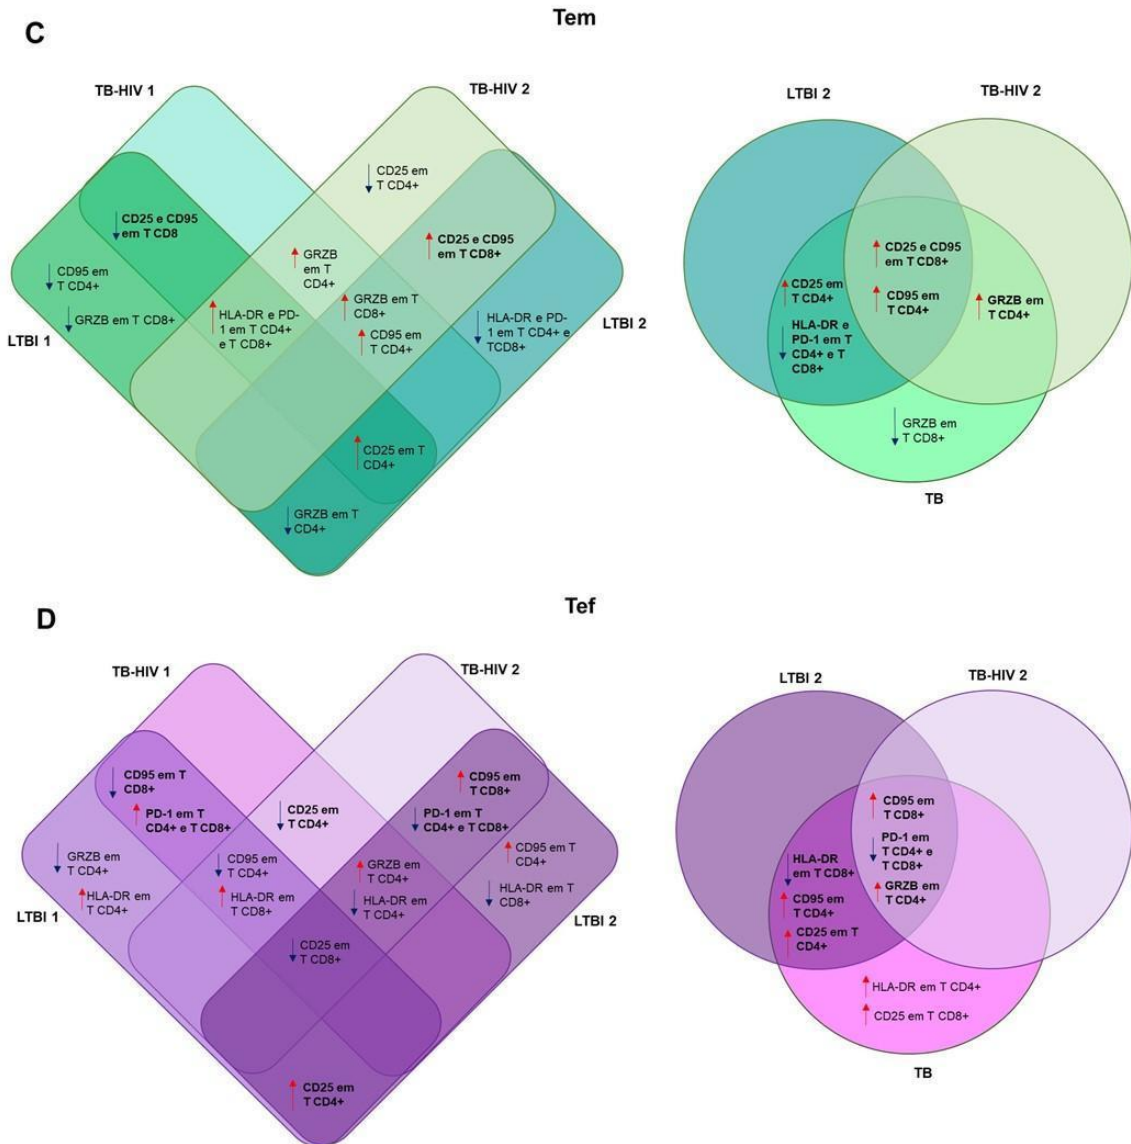 C
Tem
TB-HIV 1
TB-HIV 2
LTBI 1
LTBI 2
CD25 em
T CD4+
CD25 e CD95
em T CD8
CD25 e CD95
em T CD8+
GRZB
em T
CD4+
CD95 em
T CD4+
GRZB em T CD8+
HLA-DR e PD-
1 em T CD4+
e T CD8+
GRZB em T
CD8+
CD95 em
T CD4+
HLA-DR e PD-
1 em T CD4+ e
TCD8+
CD25 em T
CD4+
GRZB em T
CD4+
LTBI 2
TB-HIV 2
CD25 e CD95
em T CD8+
CD25 em
T CD4+
CD95 em
T CD4+
GRZB em
T CD4+
HLA-DR e
PD-1 em T
CD4+ e T
CD8+
GRZB em
T CD8+
TB
D
Tef
TB-HIV 1
TB-HIV 2
LTBI 1
LTBI 2
CD95 em T
CD8+
PD-1 em T
CD4+ e T CD8+
CD25 em
T CD4+
CD95 em
T CD8+
PD-1 em T
CD4+ e T CD8+
GRZB em
T CD4+
HLA-DR em
T CD4+
CD95 em
T CD4+
HLA-DR em
T CD8+
GRZB em
T CD4+
HLA-DR em
T CD4+
CD95 em T
CD4+
HLA-DR em T
CD8+
CD25 em
T CD8+
CD25 em
T CD4+
LTBI 2
TB-HIV 2
CD95 em
T CD8+
PD-1 em
T CD4+ e
T CD8+
GRZB em
T CD4+
HLA-DR
em T CD8+
CD95 em
T CD4+
CD25 em T
CD4+
HLA-DR em T CD4+
CD25 em T CD8+
TB